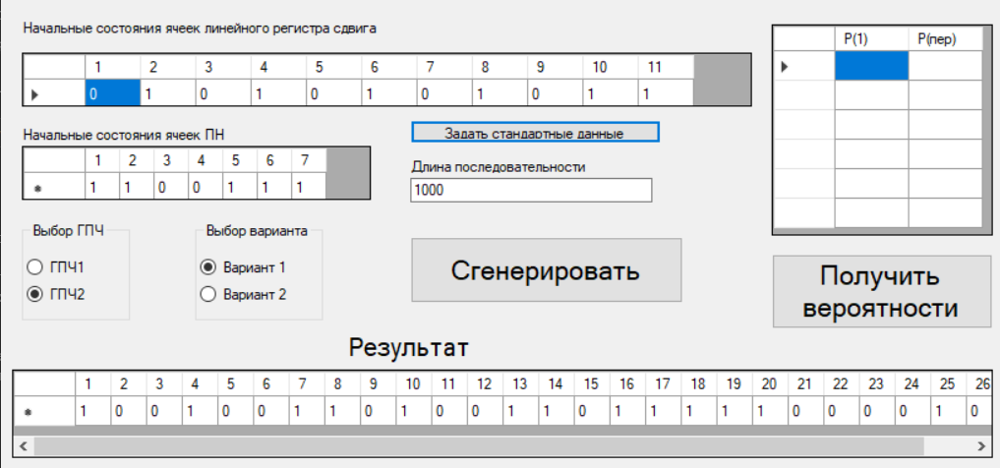 Начальные состояния ячеек линейного регистра сдвига
1 2 3 4 5 6 7 8 9 10 11
0 1 0 1 0 1 0 1 0 1 1
P(1) P(пер)
Начальные состояния ячеек ПН
1 2 3 4 5 6 7
1 1 0 0 1 1 1
Задать стандартные данные
Длина последовательности
1000
Выбор ГПЧ
ГПЧ1
ГПЧ2
Выбор варианта
Вариант 1
Вариант 2
Сгенерировать
Получить
вероятности
Результат
1 2 3 4 5 6 7 8 9 10 11 12 13 14 15 16 17 18 19 20 21 22 23 24 25 26
1 0 0 1 0 0 1 1 0 1 0 0 1 1 0 1 1 1 1 1 0 0 0 0 1 0